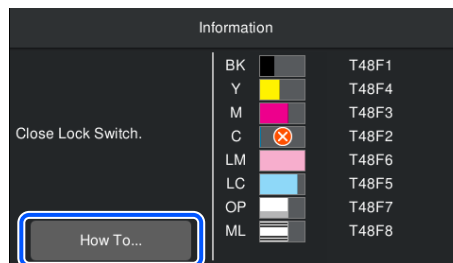 Information
BK T48F1
Y T48F4
M T48F3
Close Lock Switch.
C T48F2
LM T48F6
LC T48F5
OP T48F7
ML T48F8
How To...